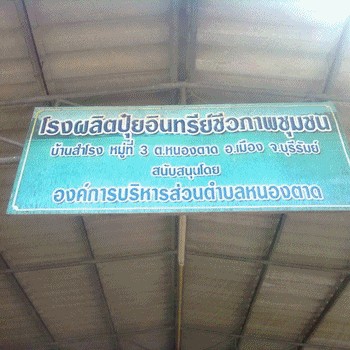 โรงผลิตปุ๋ยอินทรีย์ชีวภาพชุมชน
บ้านสำโรง หมู่ที่ 3 ต.หนองตาด อ.เมือง จ.บุรีรัมย์
สนับสนุนโดย
องค์การบริหารส่วนตำบลหนองตาด